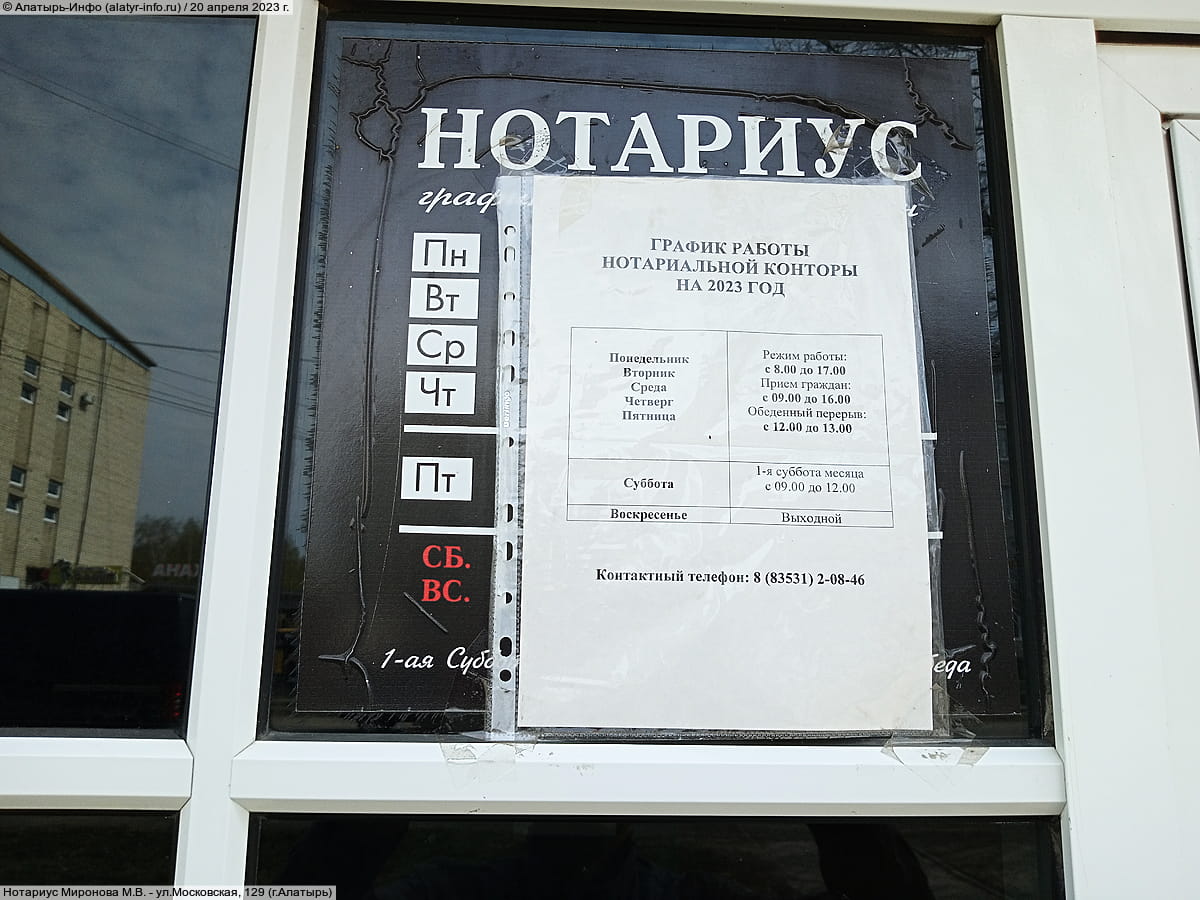 © Алатырь-Инфо (alatyr-info.ru) / 20 апреля 2023 г.
НОТАРИУС
Пн
Вт
Ср
Чт
Пт
СБ.
ВС.
1-ая
ГРАФИК РАБОТЫ
НОТАРИАЛЬНОЙ КОНТОРЫ
НА 2023 ГОД
Понедельник
Вторник
Среда
Четверг
Пятница
Режим работы:
с 8.00 до 17.00
Прием граждан:
с 09.00 до 16.00
Обеденный перерыв:
с 12.00 до 13.00
Суббота
1-я суббота месяца
с 09.00 до 12.00
Воскресенье
Выходной
Контактный телефон: 8 (83531) 2-08-46
Нотариус Миронова М.В. - ул.Московская, 129 (г.Алатырь)